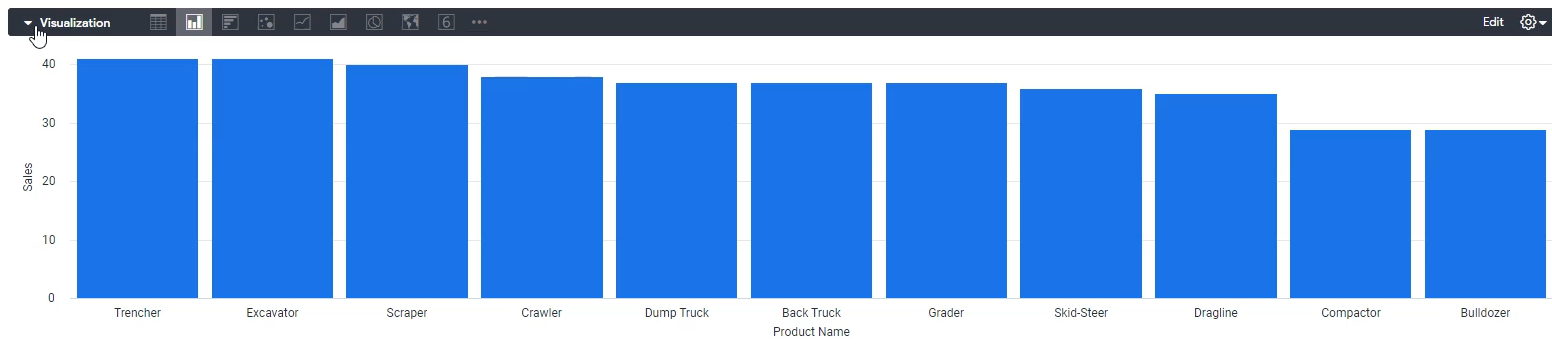 Visualization 6 Edit
40
30
20
10
0
Sales
Trencher Excavator Scraper Crawler Dump Truck Back Truck Grader Skid-Steer Dragline Compactor Bulldozer
Product Name